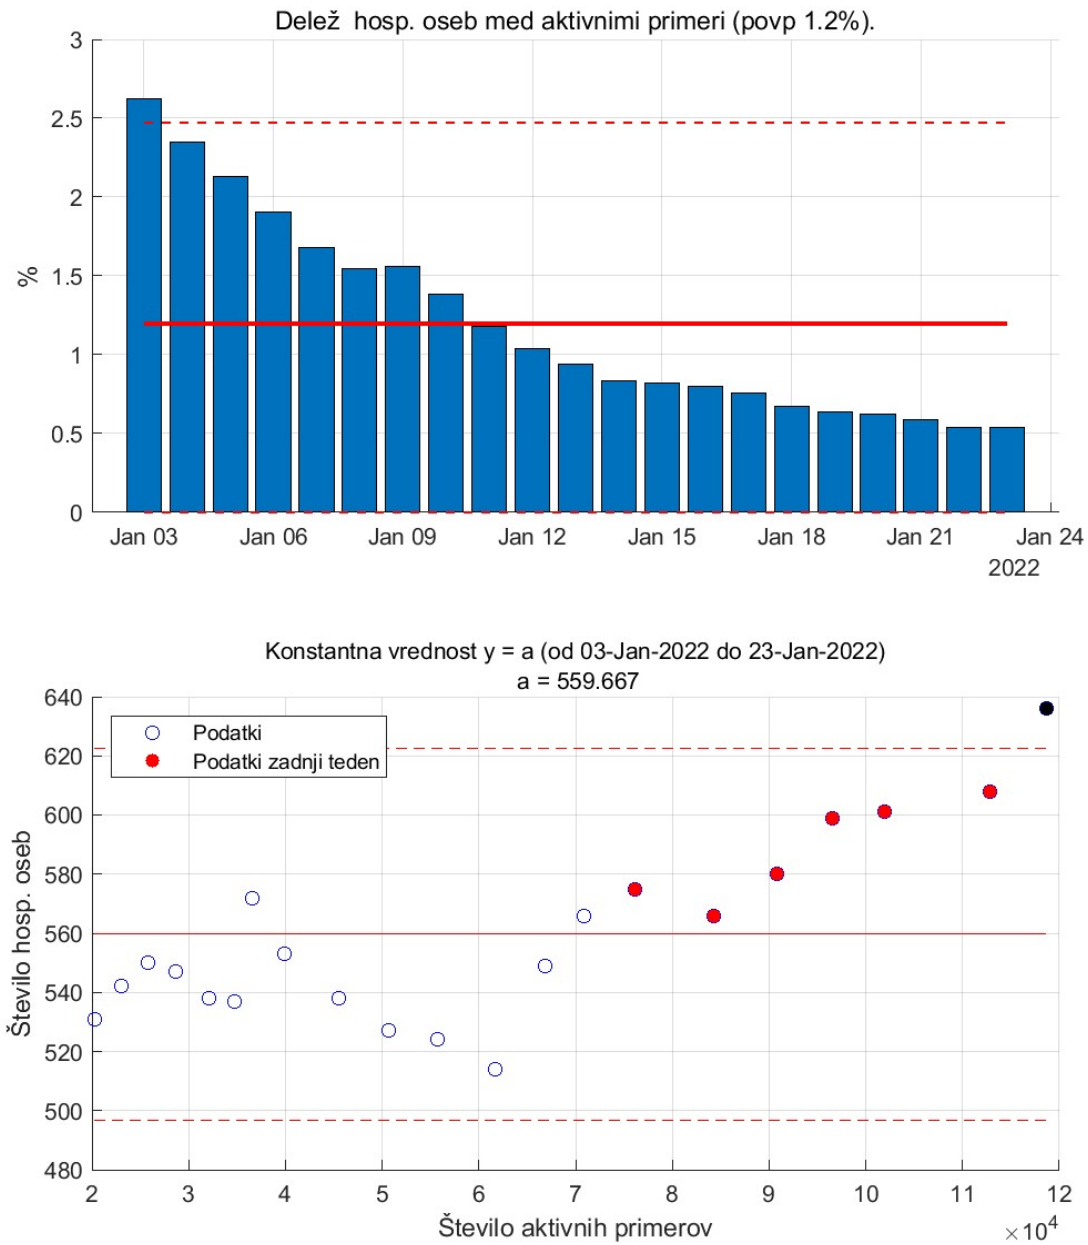 Delež  hosp. oseb med aktivnimi primeri (povp 1.2%).
3
2.5
2
1.5
1
0.5
0
%
Jan 03 Jan 06 Jan 09 Jan 12 Jan 15 Jan 18 Jan 21 Jan 24
2022
Konstantna vrednost y = a (od 03-Jan-2022 do 23-Jan-2022)
a = 559.667
640
620
600
580
560
540
520
500
480
Število hosp. oseb
Podatki
Podatki zadnji teden
2 3 4 5 6 7 8 9 10 11 12
Število aktivnih primerov
×10⁴